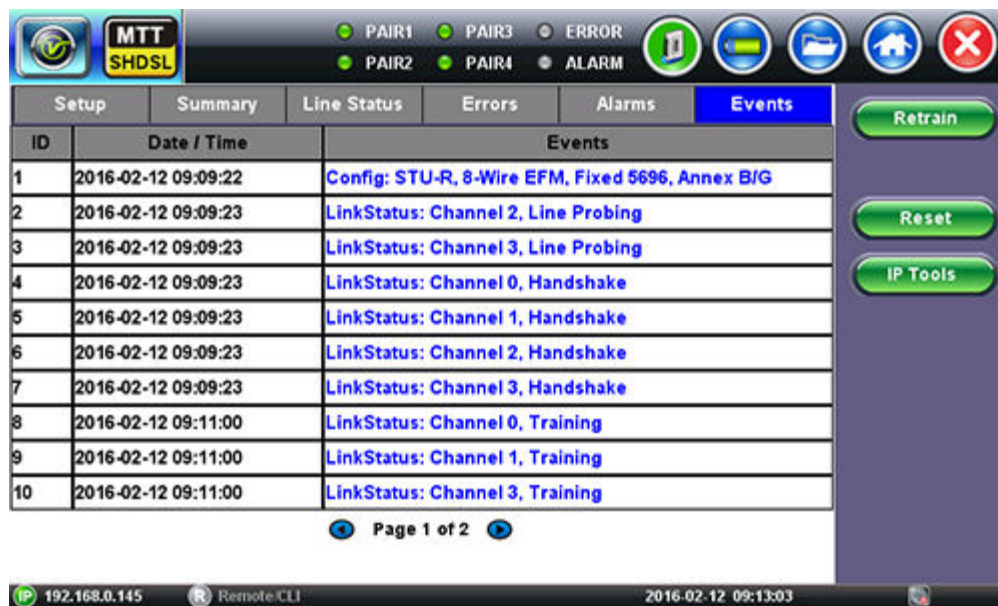 MTT
SHDSL
PAIR1 PAIR3 ERROR
PAIR2 PAIR4 ALARM
Setup Summary Line Status Errors Alarms Events
Retrain
ID Date / Time Events
1 2016-02-12 09:09:22 Config: STU-R, 8-Wire EFM, Fixed 5696, Annex B/G
2 2016-02-12 09:09:23 LinkStatus: Channel 2, Line Probing
Reset
3 2016-02-12 09:09:23 LinkStatus: Channel 3, Line Probing
4 2016-02-12 09:09:23 LinkStatus: Channel 0, Handshake
IP Tools
5 2016-02-12 09:09:23 LinkStatus: Channel 1, Handshake
6 2016-02-12 09:09:23 LinkStatus: Channel 2, Handshake
7 2016-02-12 09:09:23 LinkStatus: Channel 3, Handshake
8 2016-02-12 09:11:00 LinkStatus: Channel 0, Training
9 2016-02-12 09:11:00 LinkStatus: Channel 1, Training
10 2016-02-12 09:11:00 LinkStatus: Channel 3, Training
Page 1 of 2
IP 192.168.0.145 R Remote/CLI 2016-02-12 09:13:03